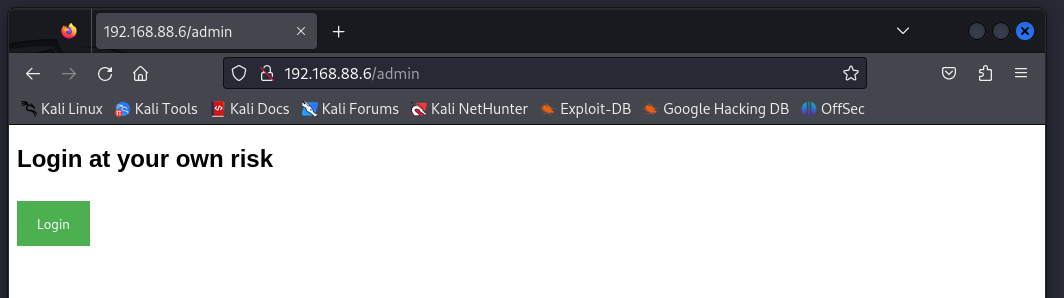 192.168.88.6/admin
192.168.88.6/admin
Kali Linux Kali Tools Kali Docs Kali Forums Kali NetHunter Exploit-DB Google Hacking DB OffSec
Login at your own risk
Login